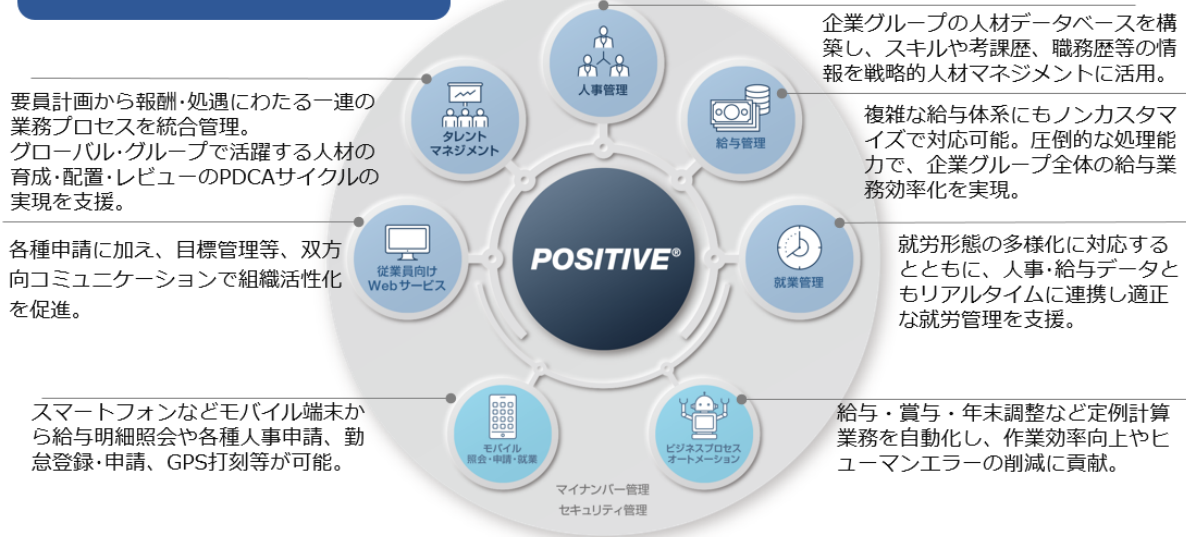 企業グループの人材データベースを構
築し、スキルや考課歴、職務歴等の情
報を戦略的人材マネジメントに活用。
人事管理
要員計画から報酬･処遇にわたる一連の
業務プロセスを統合管理。
グローバル･グループで活躍する人材の
育成･配置･レビューのPDCAサイクルの
実現を支援。
タレント
マネジメント
給与管理
複雑な給与体系にもノンカスタマ
イズで対応可能。圧倒的な処理能
力で、企業グループ全体の給与業
務効率化を実現。
各種申請に加え、目標管理等、双方
向コミュニケーションで組織活性化
を促進。
従業員向け
Webサービス
POSITIVE®
就業管理
就労形態の多様化に対応する
とともに、人事･給与データと
もリアルタイムに連携し適正
な就労管理を支援。
スマートフォンなどモバイル端末か
ら給与明細照会や各種人事申請、勤
怠登録･申請、GPS打刻等が可能。
モバイル
照会･申請･就業
ビジネスプロセス
オートメーション
給与・賞与・年末調整など定例計算
業務を自動化し、作業効率向上やヒ
ューマンエラーの削減に貢献。
マイナンバー管理
セキュリティ管理